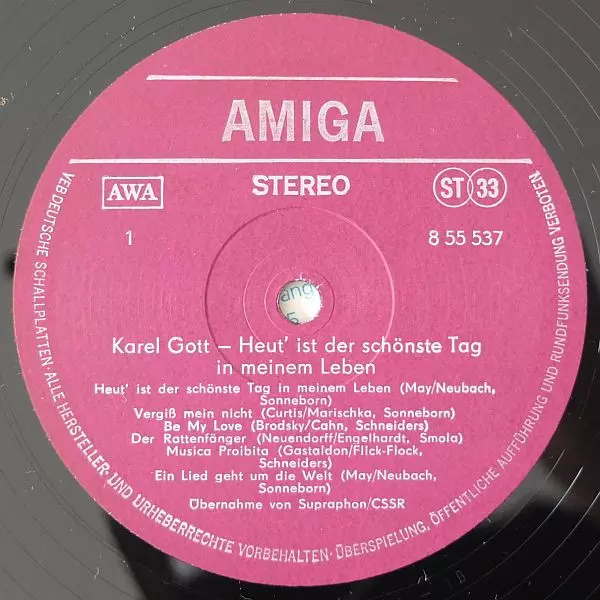 AMIGA
AWA
STEREO
ST 33
1
8 55 537
ang
5
Karel Gott – Heut' ist der schönste Tag
in meinem Leben
Heut' ist der schönste Tag in meinem Leben (May/Neubach,
Sonneborn)
Vergiß mein nicht (Curtis/Marischka, Sonneborn)
Be My Love (Brodsky/Cahn, Schneiders)
Der Rattenfänger (Neuendorff/Engelhardt, Smola)
Musica Proibita (Gastaldon/Flick-Flock,
Schneiders)
Ein Lied geht um die Welt (May/Neubach,
Sonneborn)
Übernahme von Supraphon/CSSR
VEB DEUTSCHE SCHALLPLATTEN · ALLE HERSTELLER- UND URHEBERRECHTE VORBEHALTEN · ÜBERSPIELUNG, ÖFFENTLICHE AUFFÜHRUNG UND RUNDFUNKSENDUNG VERBOTEN